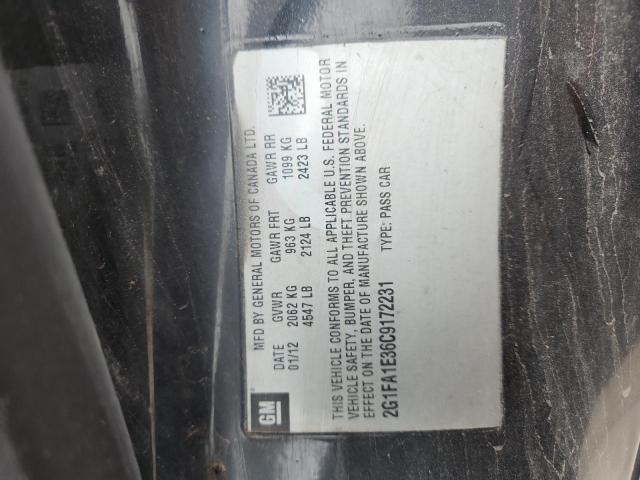 GM
MFD BY GENERAL MOTORS OF CANADA LTD.
DATE GVWR GAWR FRT GAWR RR
01/12 2062 KG 963 KG 1099 KG
4547 LB 2124 LB 2423 LB
THIS VEHICLE CONFORMS TO ALL APPLICABLE U.S. FEDERAL MOTOR
VEHICLE SAFETY, BUMPER, AND THEFT PREVENTION STANDARDS IN
EFFECT ON THE DATE OF MANUFACTURE SHOWN ABOVE.
2G1FA1E36C9172231 TYPE: PASS CAR